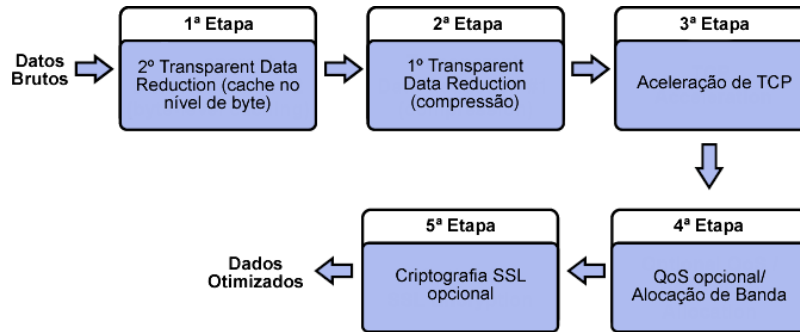 Datos
Brutos
1ª Etapa
2º Transparent Data
Reduction (cache no
nível de byte)
2ª Etapa
1º Transparent
Data Reduction
(compressão)
3ª Etapa
Aceleração de TCP
4ª Etapa
QoS opcional/
Alocação de Banda
5ª Etapa
Criptografia SSL
opcional
Dados
Otimizados